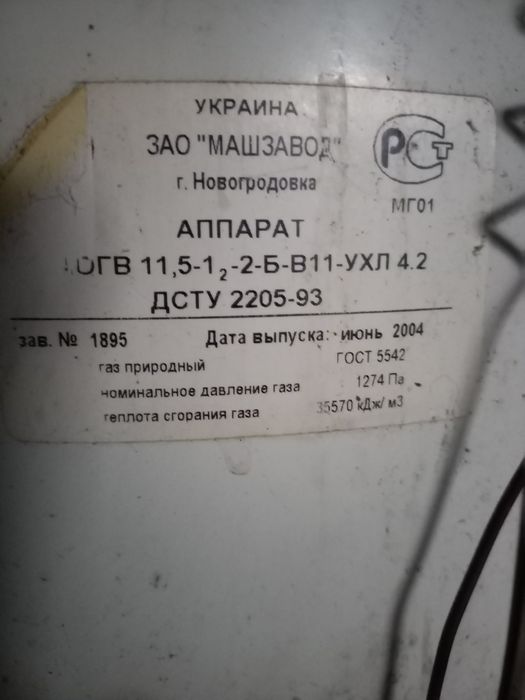 УКРАИНА
ЗАО "МАШЗАВОД"
г. Новогродовка
РСТ
МГ01
АППАРАТ
ОГВ 11,5-1₂-2-Б-В11-УХЛ 4.2
ДСТУ 2205-93
зав. № 1895 Дата выпуска: июнь 2004
газ природный ГОСТ 5542
номинальное давление газа 1274 Па
теплота сгорания газа 35570 кДж/ м3